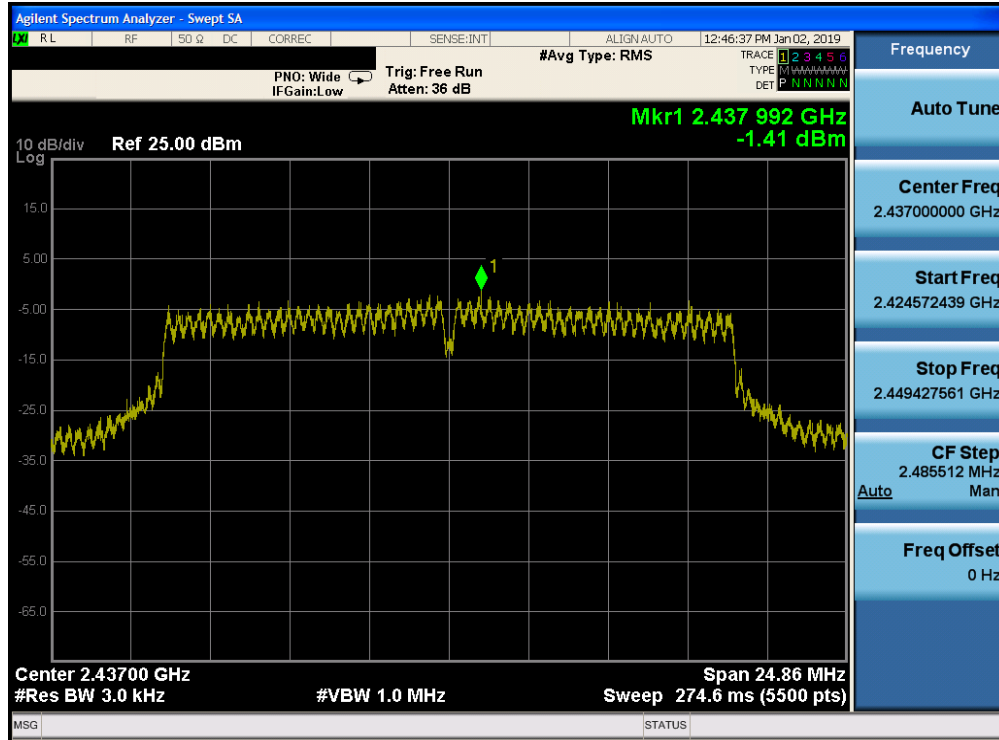 Agilent Spectrum Analyzer - Swept SA
LXI RL RF 50 Ω DC CORREC SENSE:INT ALIGN AUTO 12:46:37 PM Jan 02, 2019
#Avg Type: RMS TRACE 1 2 3 4 5 6
PNO: Wide Trig: Free Run TYPE M
IFGain:Low Atten: 36 dB DET P N N N N N
Frequency
Auto Tune
Mkr1 2.437 992 GHz
-1.41 dBm
10 dB/div Ref 25.00 dBm
Log
15.0
5.00
-5.00
-15.0
-25.0
-35.0
-45.0
-55.0
-65.0
1
Center Freq
2.437000000 GHz
Start Freq
2.424572439 GHz
Stop Freq
2.449427561 GHz
CF Step
2.485512 MHz
Auto Man
Freq Offset
0 Hz
Center 2.43700 GHz Span 24.86 MHz
#Res BW 3.0 kHz #VBW 1.0 MHz Sweep 274.6 ms (5500 pts)
MSG STATUS